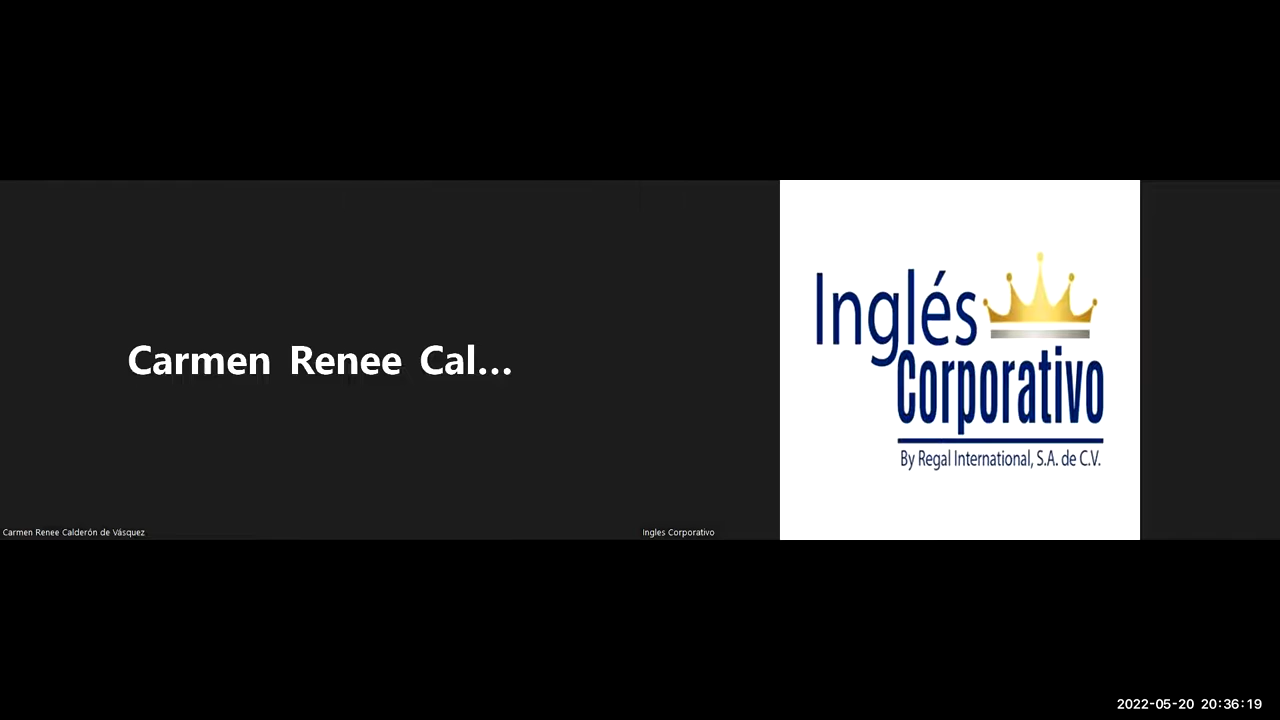 Carmen Renee Cal...
Carmen Renee Calderón de Vásquez
Inglés
Corporativo
By Regal International, S.A. de C.V.
Ingles Corporativo
2022-05-20 20:36:19